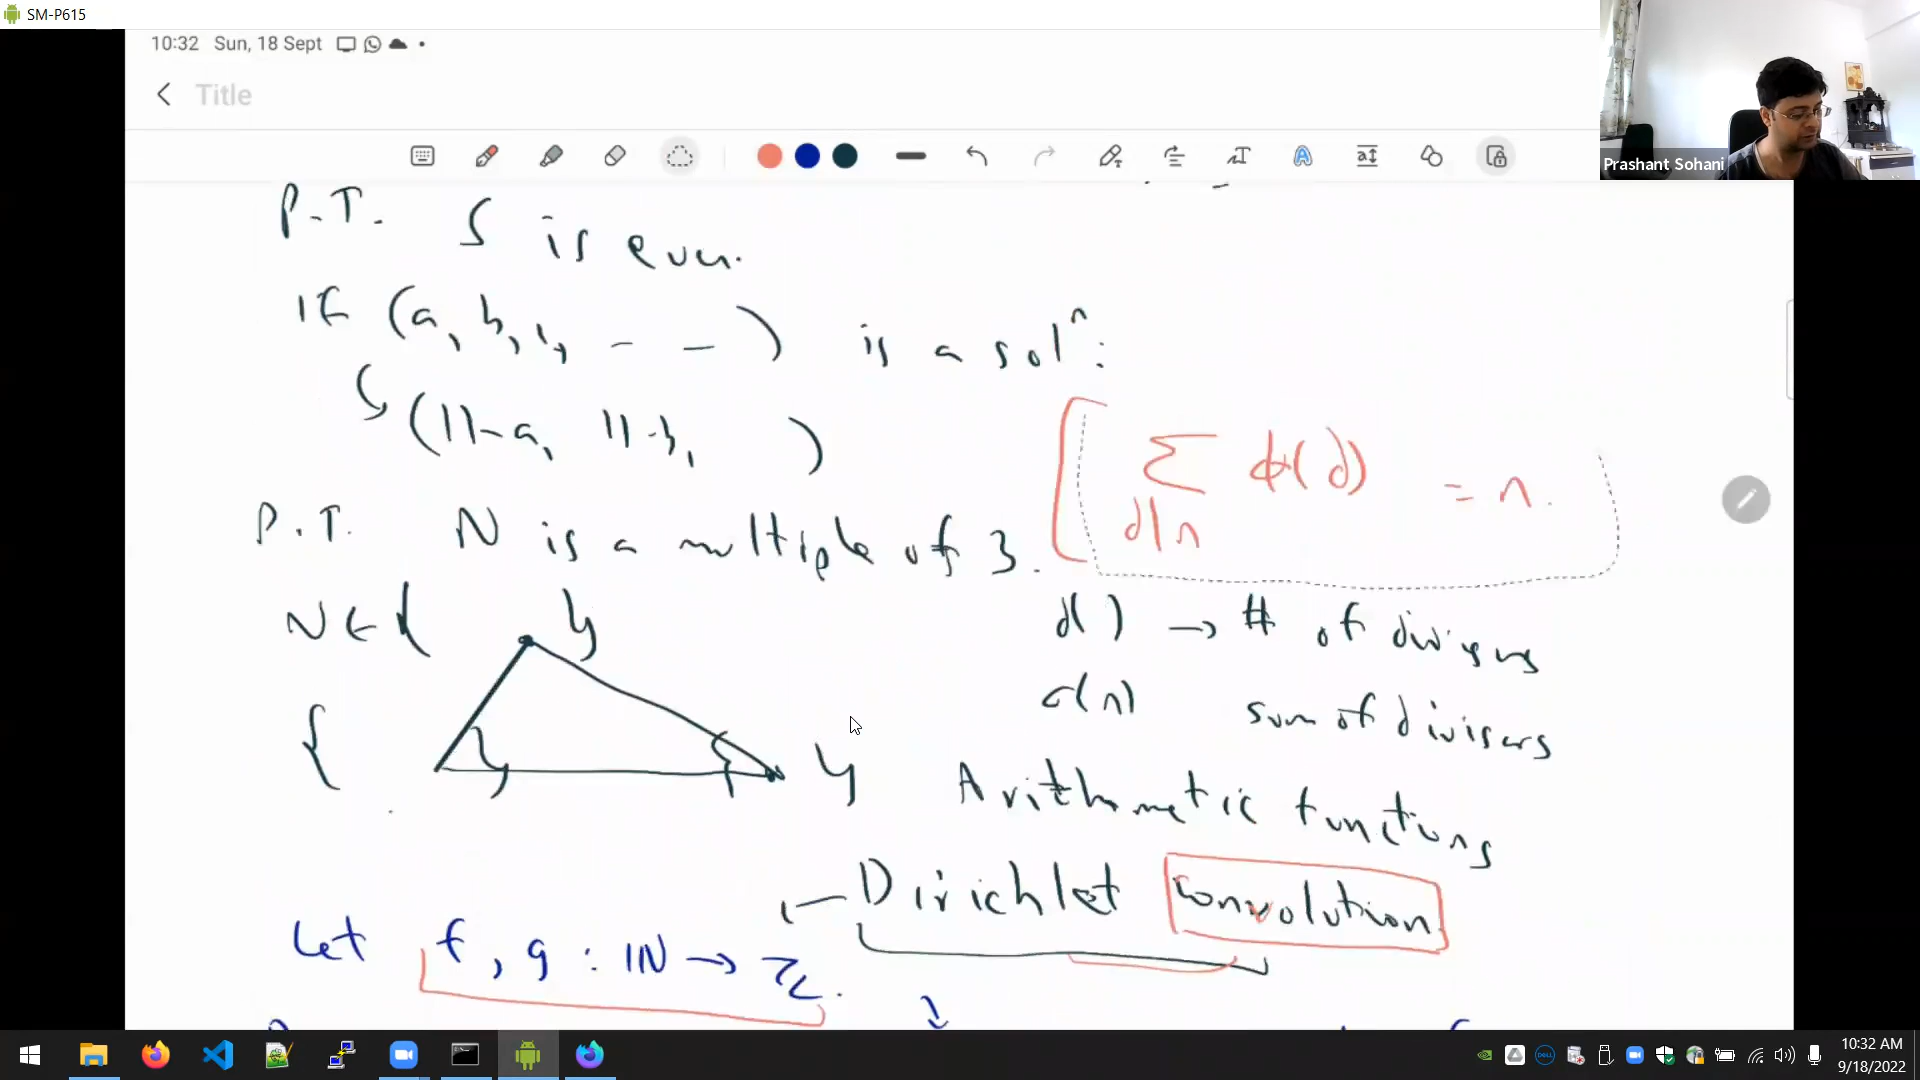 SM-P615
10:32 Sun, 18 Sept
Title
Prashant Sohani
P.T. S is even.
If (a, b, c, - - ) is a solⁿ:
(11-a, 11-b, )
∑ ϕ(d) = n.
d|n
P.T. N is a multiple of 3.
N ∈ {
d( ) → # of divisors
σ(n) sum of divisors
{
Arithmetic functions
Dirichlet convolution
Let f, g : ℕ → ℤ.
10:32 AM
9/18/2022